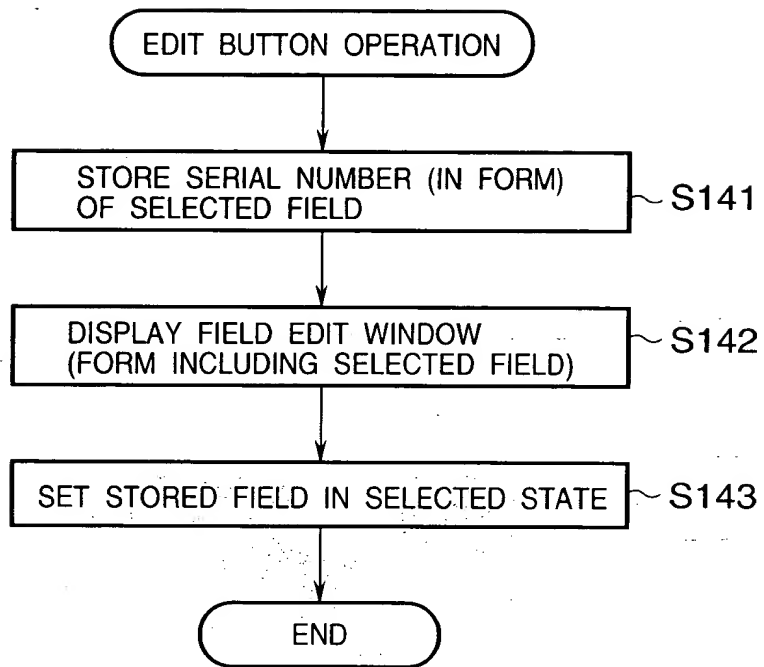 EDIT BUTTON OPERATION
STORE SERIAL NUMBER (IN FORM)
OF SELECTED FIELD
S141
DISPLAY FIELD EDIT WINDOW
(FORM INCLUDING SELECTED FIELD)
S142
SET STORED FIELD IN SELECTED STATE
S143
END